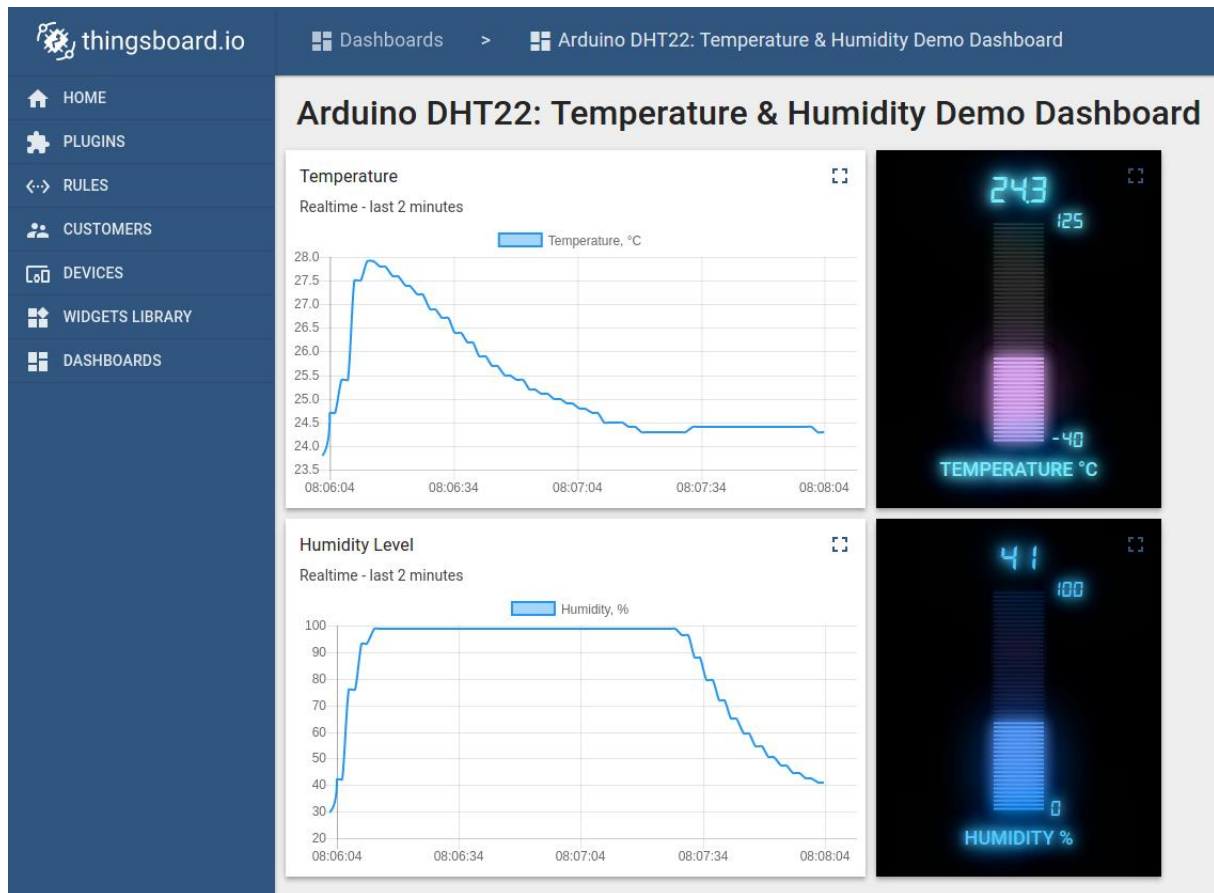 thingsboard.io
Dashboards > Arduino DHT22: Temperature & Humidity Demo Dashboard
HOME
PLUGINS
RULES
CUSTOMERS
DEVICES
WIDGETS LIBRARY
DASHBOARDS
Arduino DHT22: Temperature & Humidity Demo Dashboard
Temperature
Realtime - last 2 minutes
Temperature, °C
28.0
27.5
27.0
26.5
26.0
25.5
25.0
24.5
24.0
23.5
08:06:04 08:06:34 08:07:04 08:07:34 08:08:04
24.3
125
-40
TEMPERATURE °C
Humidity Level
Realtime - last 2 minutes
Humidity, %
100
90
80
70
60
50
40
30
20
08:06:04 08:06:34 08:07:04 08:07:34 08:08:04
41
100
0
HUMIDITY %